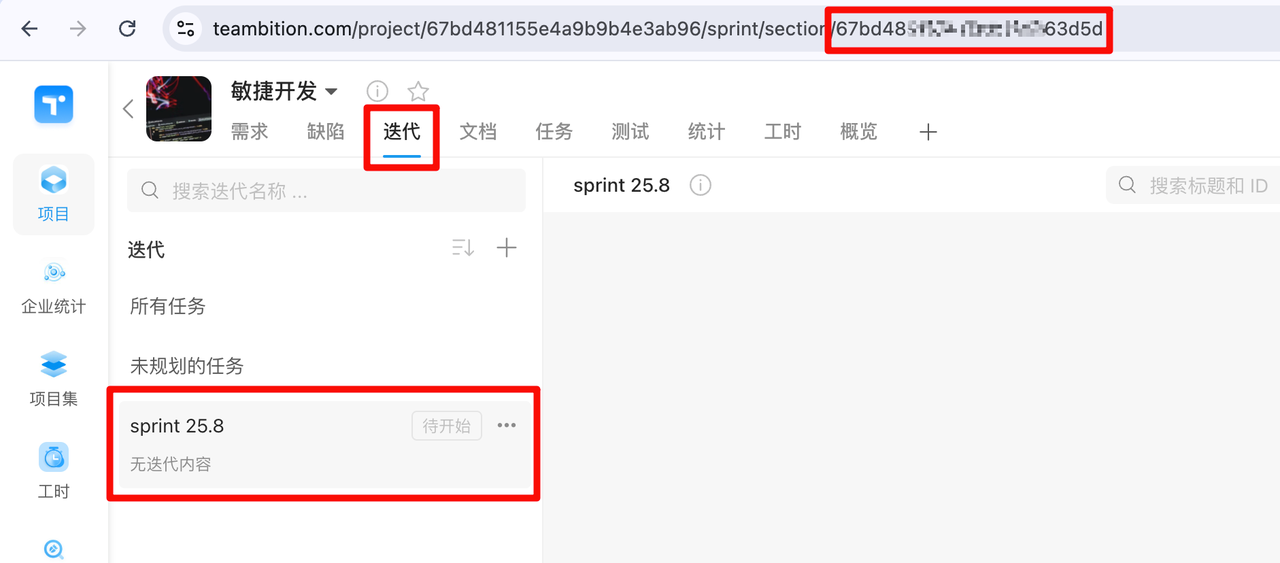 teambition.com/project/67bd481155e4a9b9b4e3ab96/sprint/section/67bd48 63d5d
敏捷开发
需求 缺陷 迭代 文档 任务 测试 统计 工时 概览
搜索迭代名称 ...
sprint 25.8
搜索标题和 ID
项目
迭代
企业统计
所有任务
未规划的任务
项目集
sprint 25.8 待开始
无迭代内容
工时